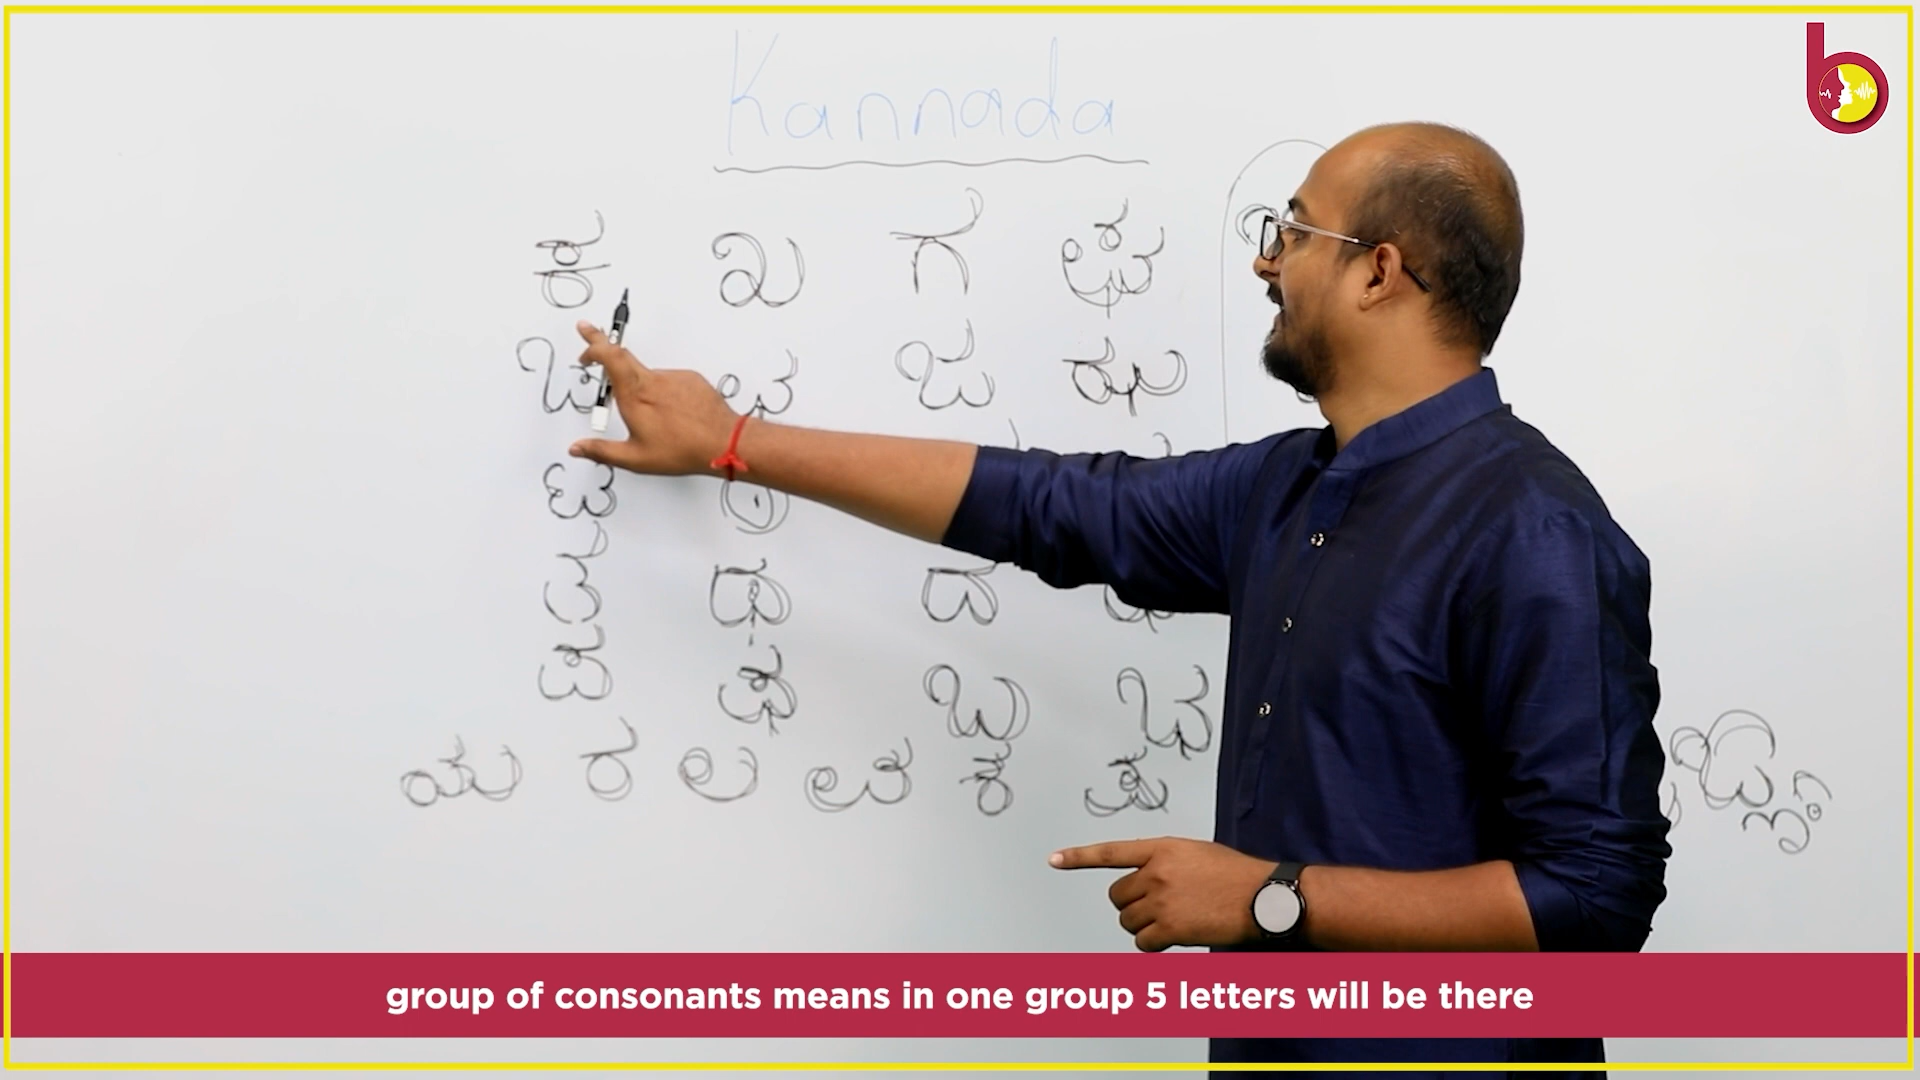 Kannada
ಕ ಖ ಗ ಘ
ಚ ಛ ಜ ಝ
ಟ ಠ
ತ ಥ ದ
ಪ ಫ ಬ ಭ
ಯ ರ ಲ ವ ಶ ಷ
group of consonants means in one group 5 letters will be there